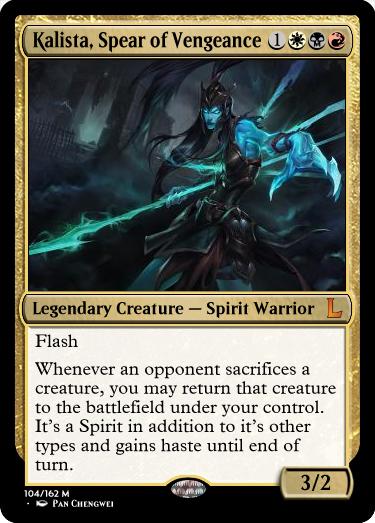 Kalista, Spear of Vengeance 1
Legendary Creature — Spirit Warrior L
Flash
Whenever an opponent sacrifices a
creature, you may return that creature
to the battlefield under your control.
It's a Spirit in addition to it's other
types and gains haste until end of
turn.
3/2
104/162 M
· Pan Chengwei